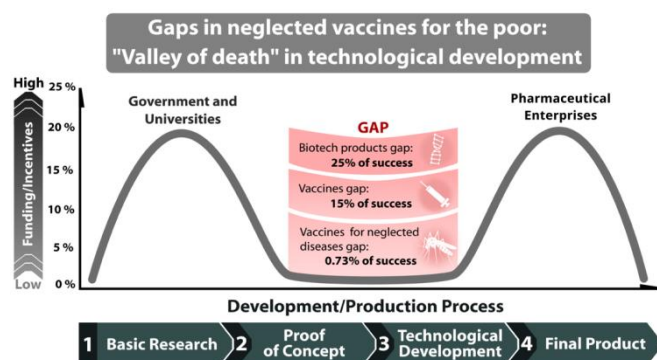 Gaps in neglected vaccines for the poor:
"Valley of death" in technological development
High
Funding/Incentives
Low
25 %
20 %
15 %
10 %
5 %
0 %
Government and
Universities
GAP
Biotech products gap:
25% of success
Vaccines gap:
15% of success
Vaccines for neglected
diseases gap:
0.73% of success
Pharmaceutical
Enterprises
Development/Production Process
1 Basic Research
2 Proof
of Concept
3 Technological
Development
4 Final Product